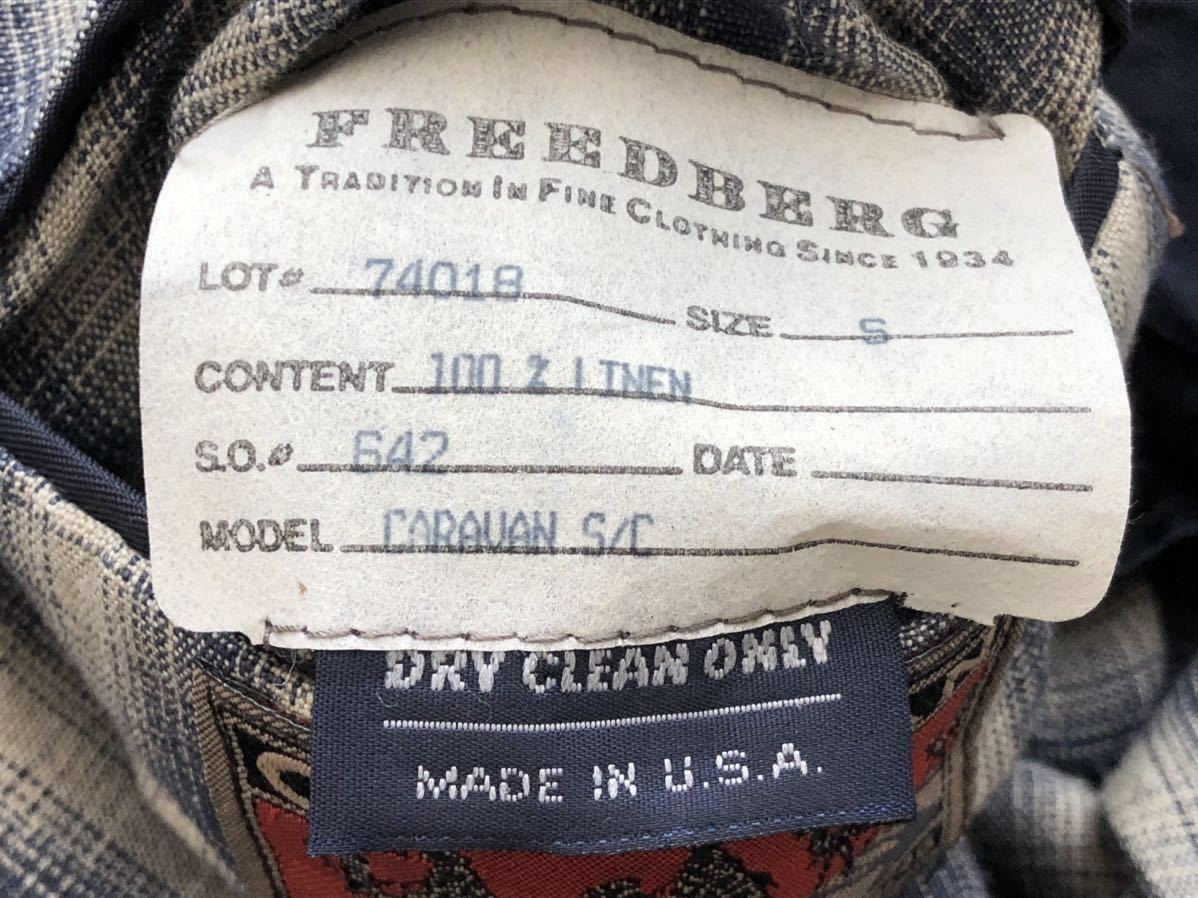 FREEDBERG
A TRADITION IN FINE CLOTHING SINCE 1934
LOT# 74018 SIZE S
CONTENT 100 % LINEN
S.O.# 642 DATE
MODEL CARAVAN S/C
DRY CLEAN ONLY
MADE IN U.S.A.